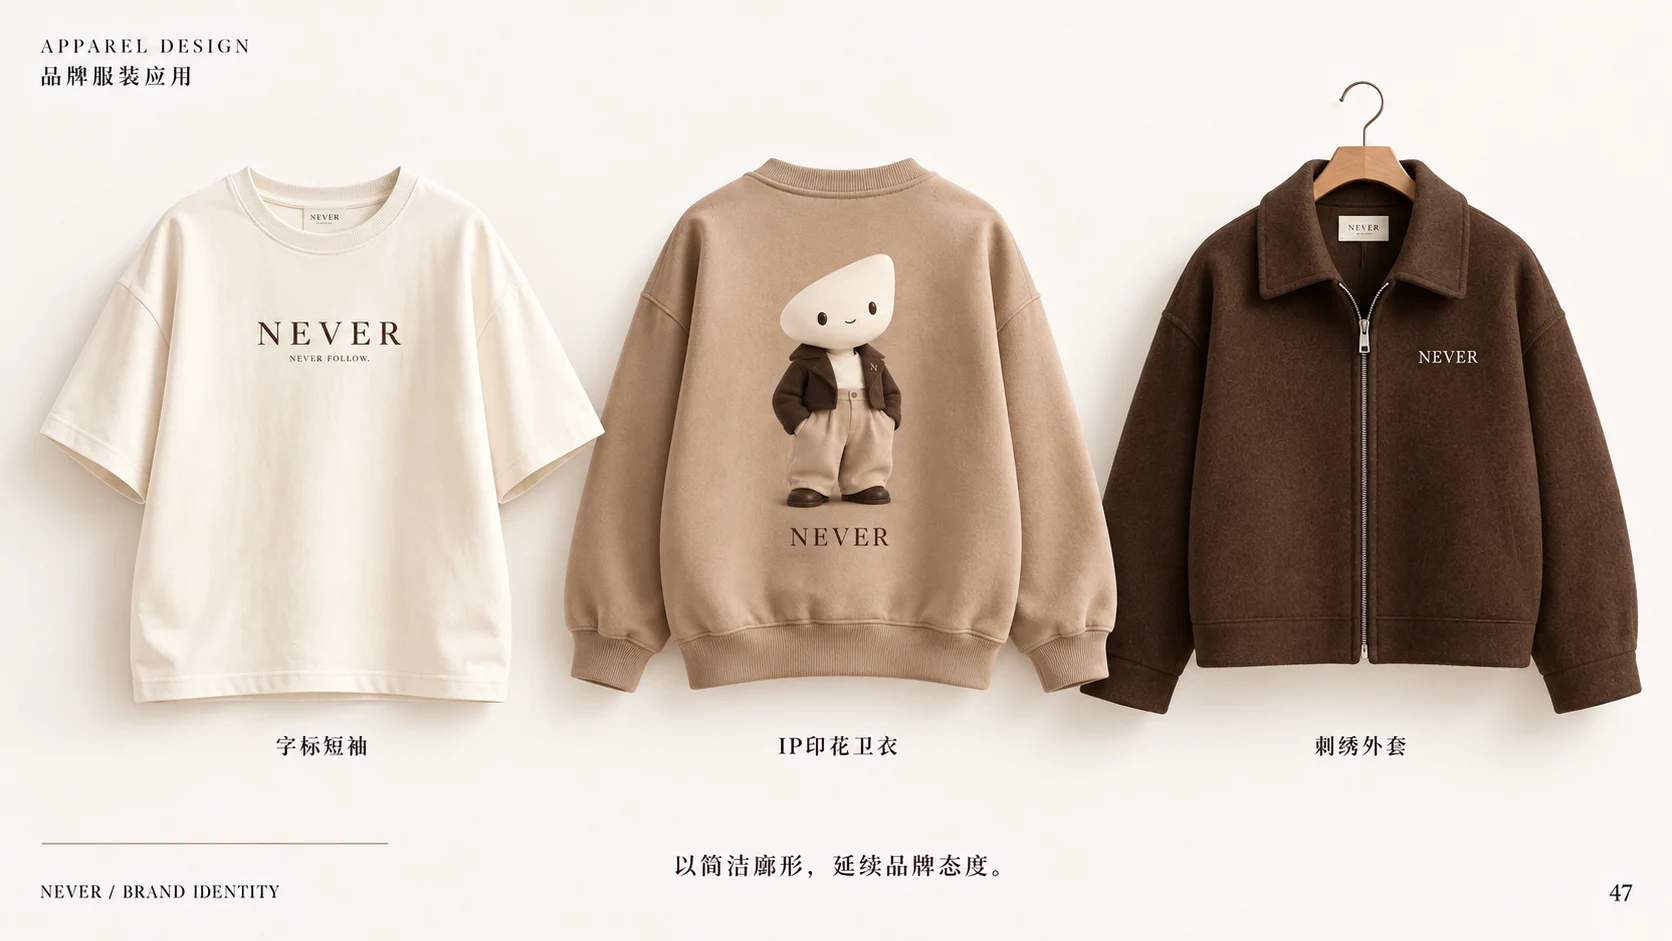 APPAREL DESIGN
品牌服装应用
NEVER
NEVER
NEVER FOLLOW.
N
NEVER
NEVER
NEVER
字标短袖
IP印花卫衣
刺绣外套
以简洁廓形，延续品牌态度。
NEVER / BRAND IDENTITY
47